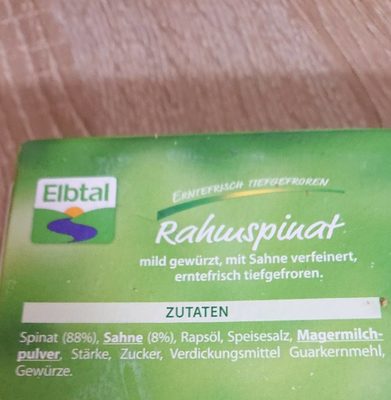 Elbtal
ERNTEFRISCH TIEFGEFROREN
Rahmspinat
mild gewürzt, mit Sahne verfeinert,
erntefrisch tiefgefroren.
ZUTATEN
Spinat (88%), Sahne (8%), Rapsöl, Speisesalz, Magermilch-
pulver, Stärke, Zucker, Verdickungsmittel Guarkernmehl,
Gewürze.